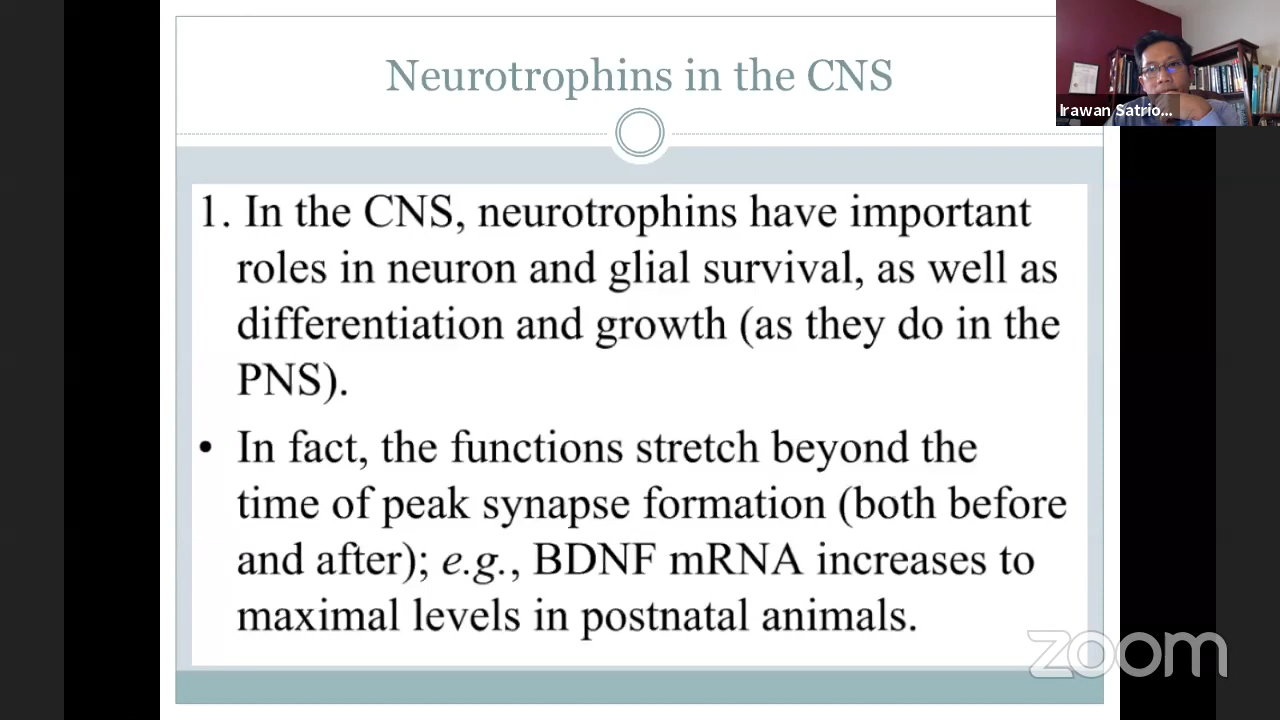 Neurotrophins in the CNS
Irawan Satrio...
1. In the CNS, neurotrophins have important
roles in neuron and glial survival, as well as
differentiation and growth (as they do in the
PNS).
• In fact, the functions stretch beyond the
time of peak synapse formation (both before
and after); e.g., BDNF mRNA increases to
maximal levels in postnatal animals.
zoom